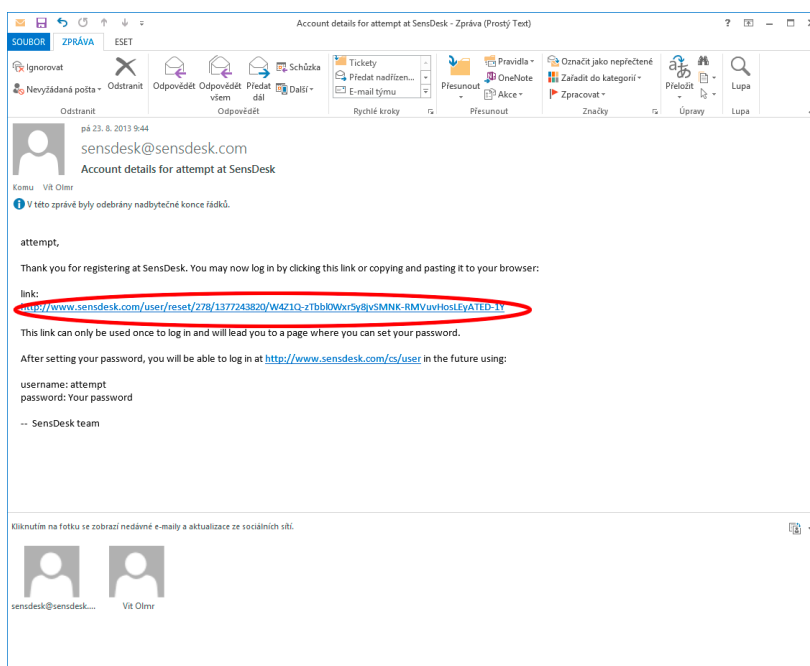 Account details for attempt at SensDesk - Zpráva (Prostý Text)
SOUBOR ZPRÁVA ESET
Ignorovat
Nevyžádaná pošta
Odstranit
Odstranit
Odpovědět Odpovědět všem Předat dál
Schůzka
Další
Odpovědět
Tickety
Předat nadřízen...
E-mail týmu
Rychlé kroky
Přesunout
Pravidla
OneNote
Akce
Přesunout
Označit jako nepřečtené
Zařadit do kategorií
Zpracovat
Značky
Přeložit
Úpravy
Lupa
Lupa
pá 23. 8. 2013 9:44
sensdesk@sensdesk.com
Account details for attempt at SensDesk
Komu Vít Olmr
V této zprávě byly odebrány nadbytečné konce řádků.
attempt,
Thank you for registering at SensDesk. You may now log in by clicking this link or copying and pasting it to your browser:
link:
http://www.sensdesk.com/user/reset/278/1377243820/W4Z1Q-zTbbl0Wxr5y8jvSMNK-RMVuvHosLEyATED-1Y
This link can only be used once to log in and will lead you to a page where you can set your password.
After setting your password, you will be able to log in at http://www.sensdesk.com/cs/user in the future using:
username: attempt
password: Your password
-- SensDesk team
Kliknutím na fotku se zobrazí nedávné e-maily a aktualizace ze sociálních sítí.
sensdesk@sensdesk.... Vít Olmr